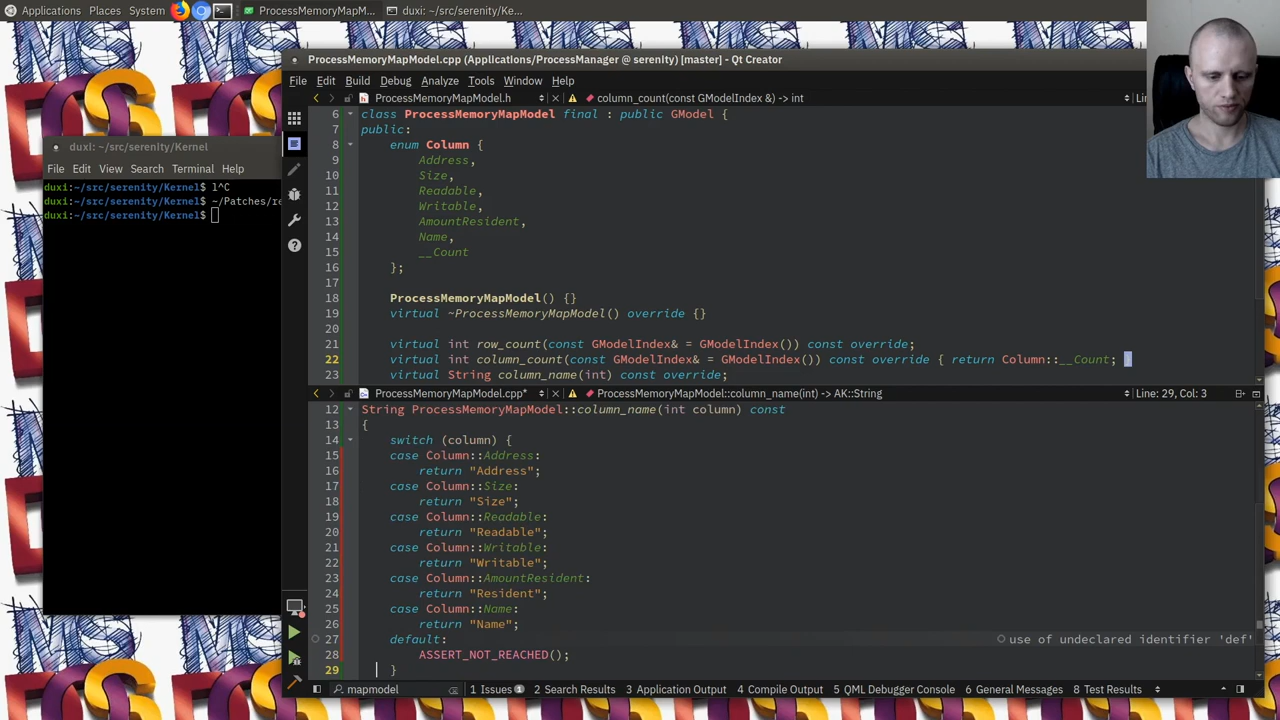 Applications Places System ProcessMemoryMapM... duxi: ~/src/serenity/Ke...
ProcessMemoryMapModel.cpp (Applications/ProcessManager @ serenity) [master] - Qt Creator
File Edit Build Debug Analyze Tools Window Help
ProcessMemoryMapModel.h column_count(const GModelIndex &) -> int
6 class ProcessMemoryMapModel final : public GModel {
7 public:
8 enum Column {
9 Address,
10 Size,
11 Readable,
12 Writable,
13 AmountResident,
14 Name,
15 __Count
16 };
17
18 ProcessMemoryMapModel() {}
19 virtual ~ProcessMemoryMapModel() override {}
20
21 virtual int row_count(const GModelIndex& = GModelIndex()) const override;
22 virtual int column_count(const GModelIndex& = GModelIndex()) const override { return Column::__Count; }
23 virtual String column_name(int) const override;
ProcessMemoryMapModel.cpp* ProcessMemoryMapModel::column_name(int) -> AK::String Line: 29, Col: 3
12 String ProcessMemoryMapModel::column_name(int column) const
13 {
14 switch (column) {
15 case Column::Address:
16 return "Address";
17 case Column::Size:
18 return "Size";
19 case Column::Readable:
20 return "Readable";
21 case Column::Writable:
22 return "Writable";
23 case Column::AmountResident:
24 return "Resident";
25 case Column::Name:
26 return "Name";
27 default: use of undeclared identifier 'def
28 ASSERT_NOT_REACHED();
29 }
mapmodel 1 Issues 1 2 Search Results 3 Application Output 4 Compile Output 5 QML Debugger Console 6 General Messages 8 Test Results
duxi: ~/src/serenity/Kernel
File Edit View Search Terminal Help
duxi:~/src/serenity/Kernel$ l^C
duxi:~/src/serenity/Kernel$ ~/Patches/re
duxi:~/src/serenity/Kernel$